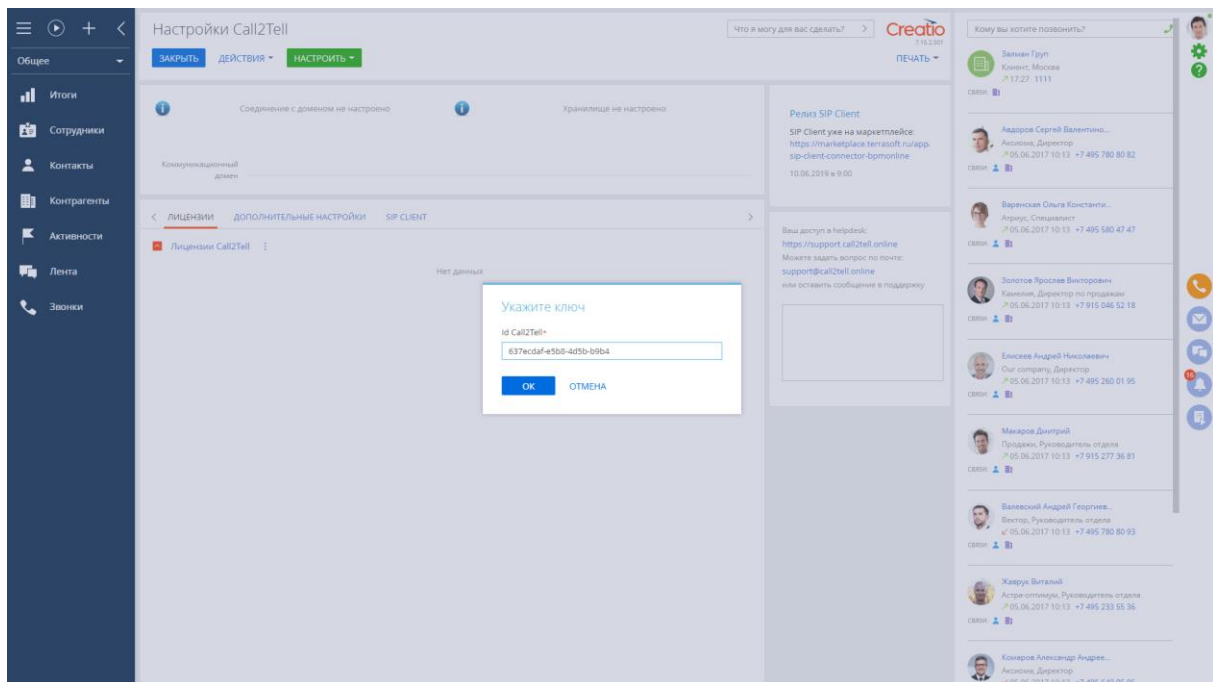 Общее
Итоги
Сотрудники
Контакты
Контрагенты
Активности
Лента
Звонки
Настройки Call2Tell
Что я могу для вас сделать?
Creatio
ЗАКРЫТЬ
ДЕЙСТВИЯ
НАСТРОИТЬ
ПЕЧАТЬ
Соединение с доменом не настроено
Хранилище не настроено
Коммуникационный
домен
ЛИЦЕНЗИИ
ДОПОЛНИТЕЛЬНЫЕ НАСТРОЙКИ
SIP CLIENT
Лицензии Call2Tell
Нет данных
Укажите ключ
Id Call2Tell*
637ecdaf-e5b8-4d5b-b9b4
ОК
ОТМЕНА
Релиз SIP Client
SIP Client уже на маркетплейсе:
https://marketplace.terrasoft.ru/app.
sip-client-connector-bpmonline
10.06.2019 в 9:00
Ваш доступ в helpdesk:
https://support.call2tell.online
Можете задать вопрос по почте:
support@call2tell.online
или оставить сообщение в поддержку
Кому вы хотите позвонить?
Залман Груп
Клиент, Москва
17:27 1111
СВЯЗИ
Авдоров Сергей Валентино...
Аксиома, Директор
05.06.2017 10:13 +7 495 780 80 82
СВЯЗИ
Варенская Ольга Константи...
Атриус, Специалист
05.06.2017 10:13 +7 495 580 47 47
СВЯЗИ
Золотов Ярослав Викторович
Камелия, Директор по продажам
05.06.2017 10:13 +7 915 046 52 18
СВЯЗИ
Елисеев Андрей Николаевич
Our company, Директор
05.06.2017 10:13 +7 495 260 01 95
СВЯЗИ
16
Макаров Дмитрий
Продажи, Руководитель отдела
05.06.2017 10:13 +7 915 277 36 81
СВЯЗИ
Валевский Андрей Георгиев...
Вектор, Руководитель отдела
05.06.2017 10:13 +7 495 780 80 93
СВЯЗИ
Жаврук Виталий
Астра-оптимум, Руководитель отдела
05.06.2017 10:13 +7 495 233 55 36
СВЯЗИ
Комаров Александр Андрее...
Аксиома, Директор